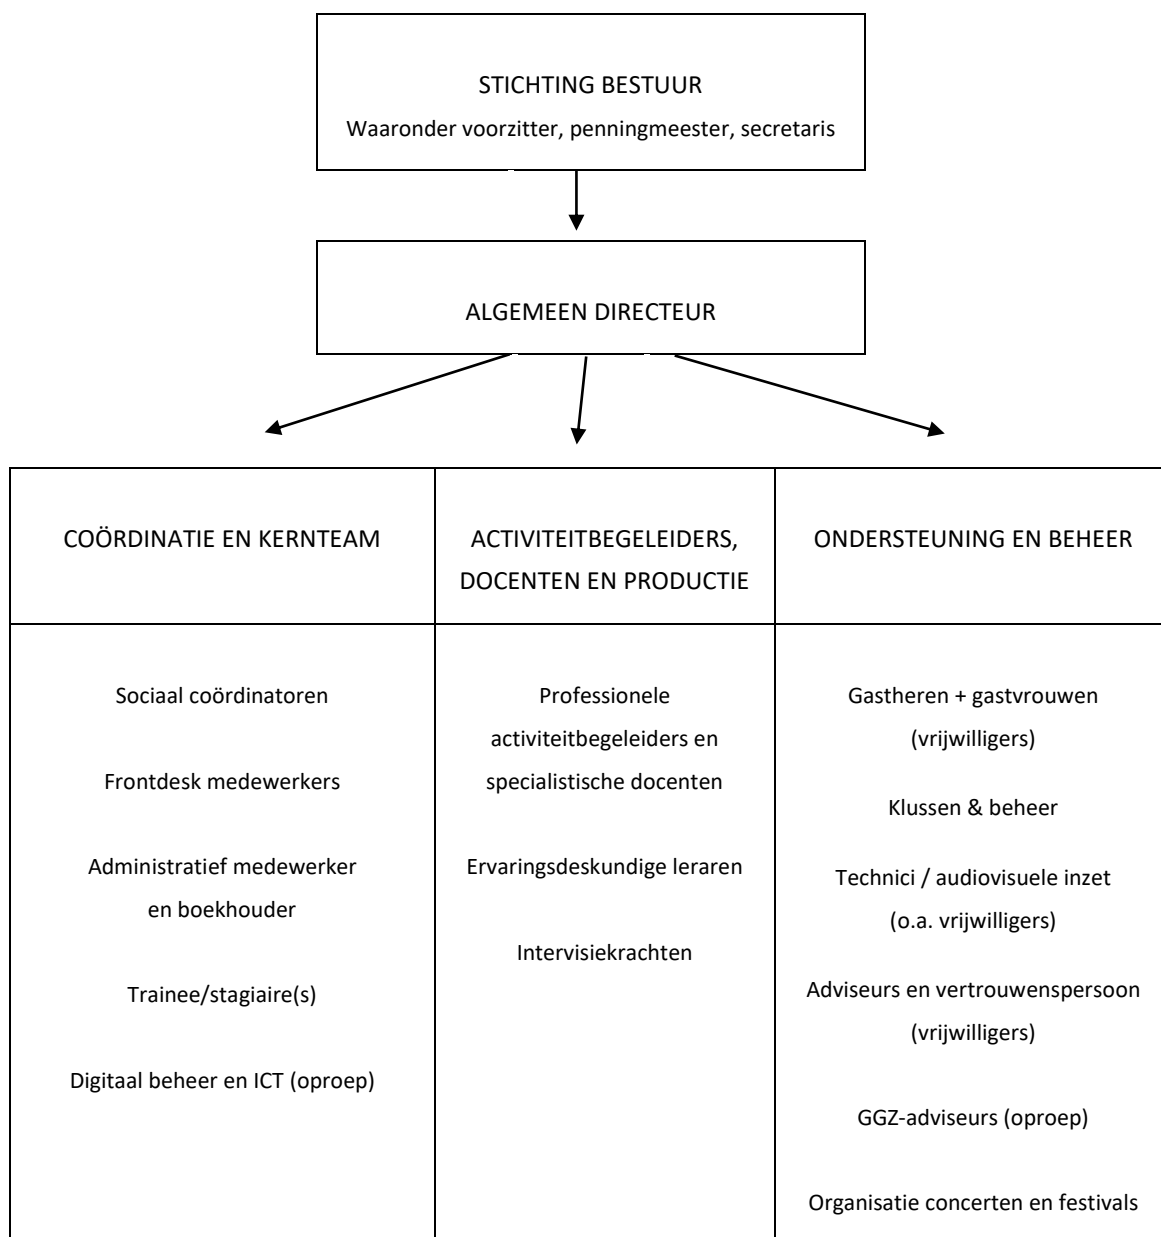 STICHTING BESTUUR
Waaronder voorzitter, penningmeester, secretaris
ALGEMEEN DIRECTEUR
COÖRDINATIE EN KERNTEAM
ACTIVITEITBEGELEIDERS,
DOCENTEN EN PRODUCTIE
ONDERSTEUNING EN BEHEER
Sociaal coördinatoren
Frontdesk medewerkers
Administratief medewerker
en boekhouder
Trainee/stagiaire(s)
Digitaal beheer en ICT (oproep)
Professionele
activiteitbegeleiders en
specialistische docenten
Ervaringsdeskundige leraren
Intervisiekrachten
Gastheren + gastvrouwen
(vrijwilligers)
Klussen & beheer
Technici / audiovisuele inzet
(o.a. vrijwilligers)
Adviseurs en vertrouwenspersoon
(vrijwilligers)
GGZ-adviseurs (oproep)
Organisatie concerten en festivals